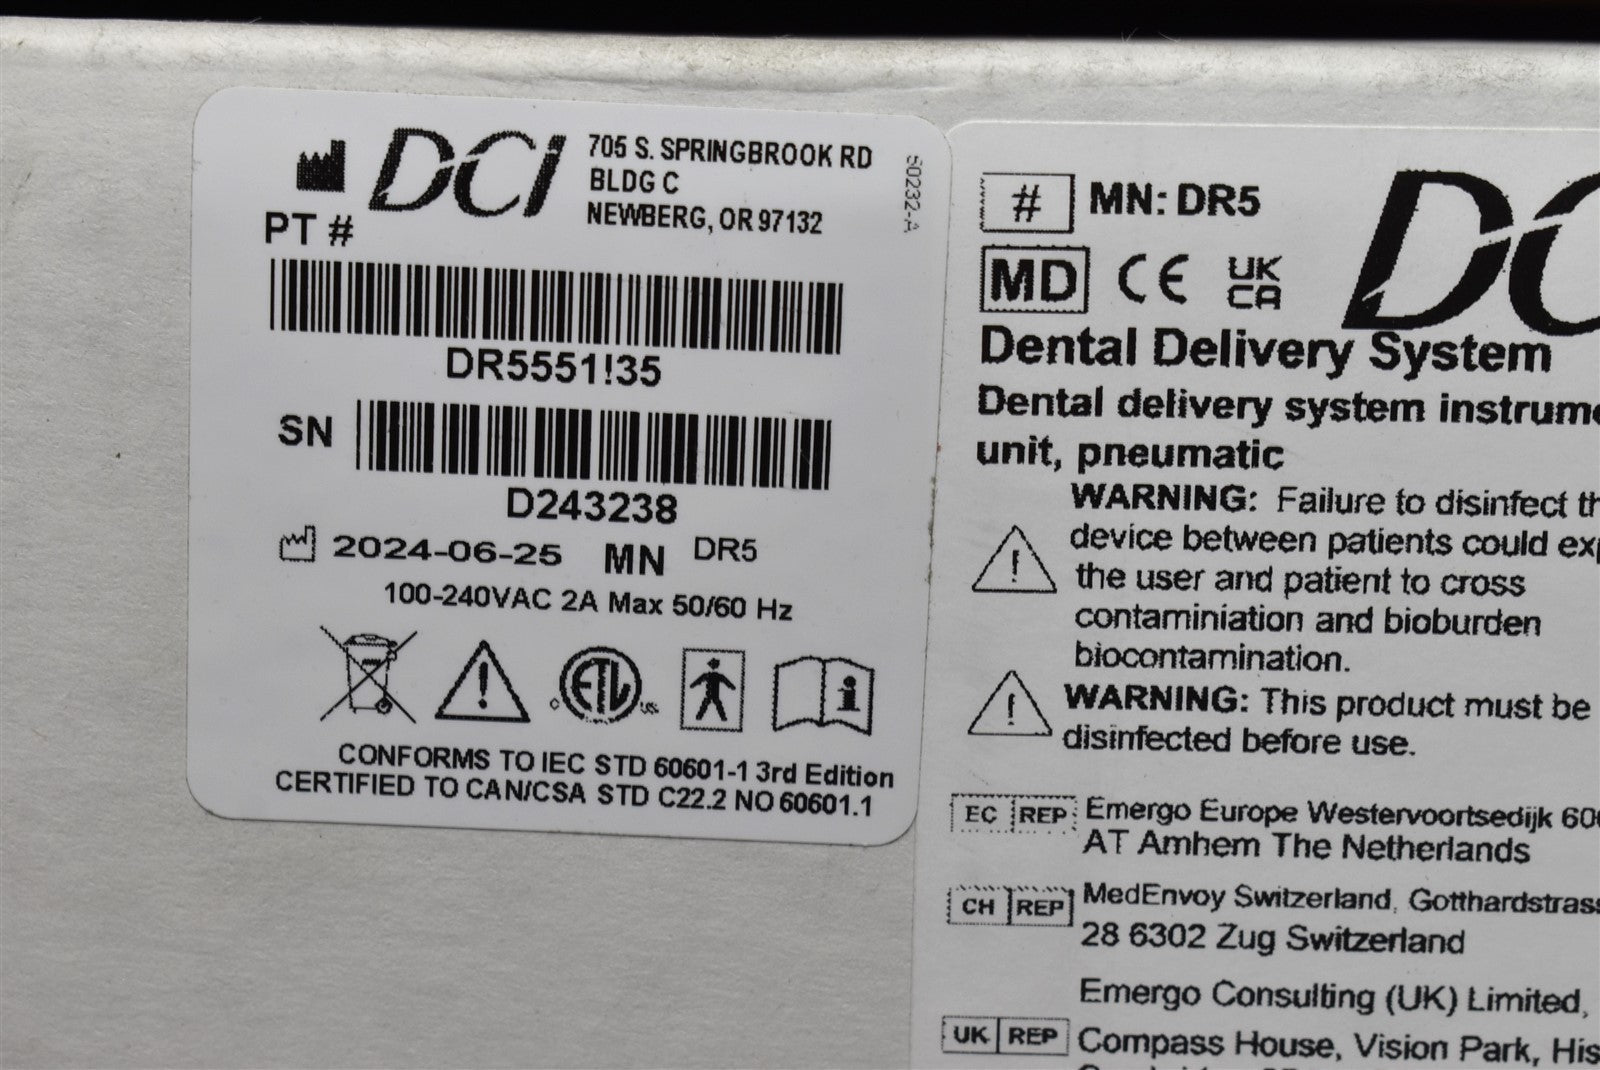 DCI
705 S. SPRINGBROOK RD
BLDG C
NEWBERG, OR 97132
60232-A
PT #
DR5551!35
SN
D243238
2024-06-25 MN DR5
100-240VAC 2A Max 50/60 Hz
c ETL us
CONFORMS TO IEC STD 60601-1 3rd Edition
CERTIFIED TO CAN/CSA STD C22.2 NO 60601.1
# MN: DR5
MD CE UK CA
Dental Delivery System
Dental delivery system
unit, pneumatic
WARNING: Failure to disinfect
device between patients could
the user and patient to cross
contaminiation and bioburden
biocontamination.
WARNING: This product must be
disinfected before use.
EC REP Emergo Europe Westervoortsedijk
AT Arnhem The Netherlands
CH REP MedEnvoy Switzerland,
28 6302 Zug Switzerland
Emergo Consulting (UK) Limited,
UK REP Compass House, Vision Park,